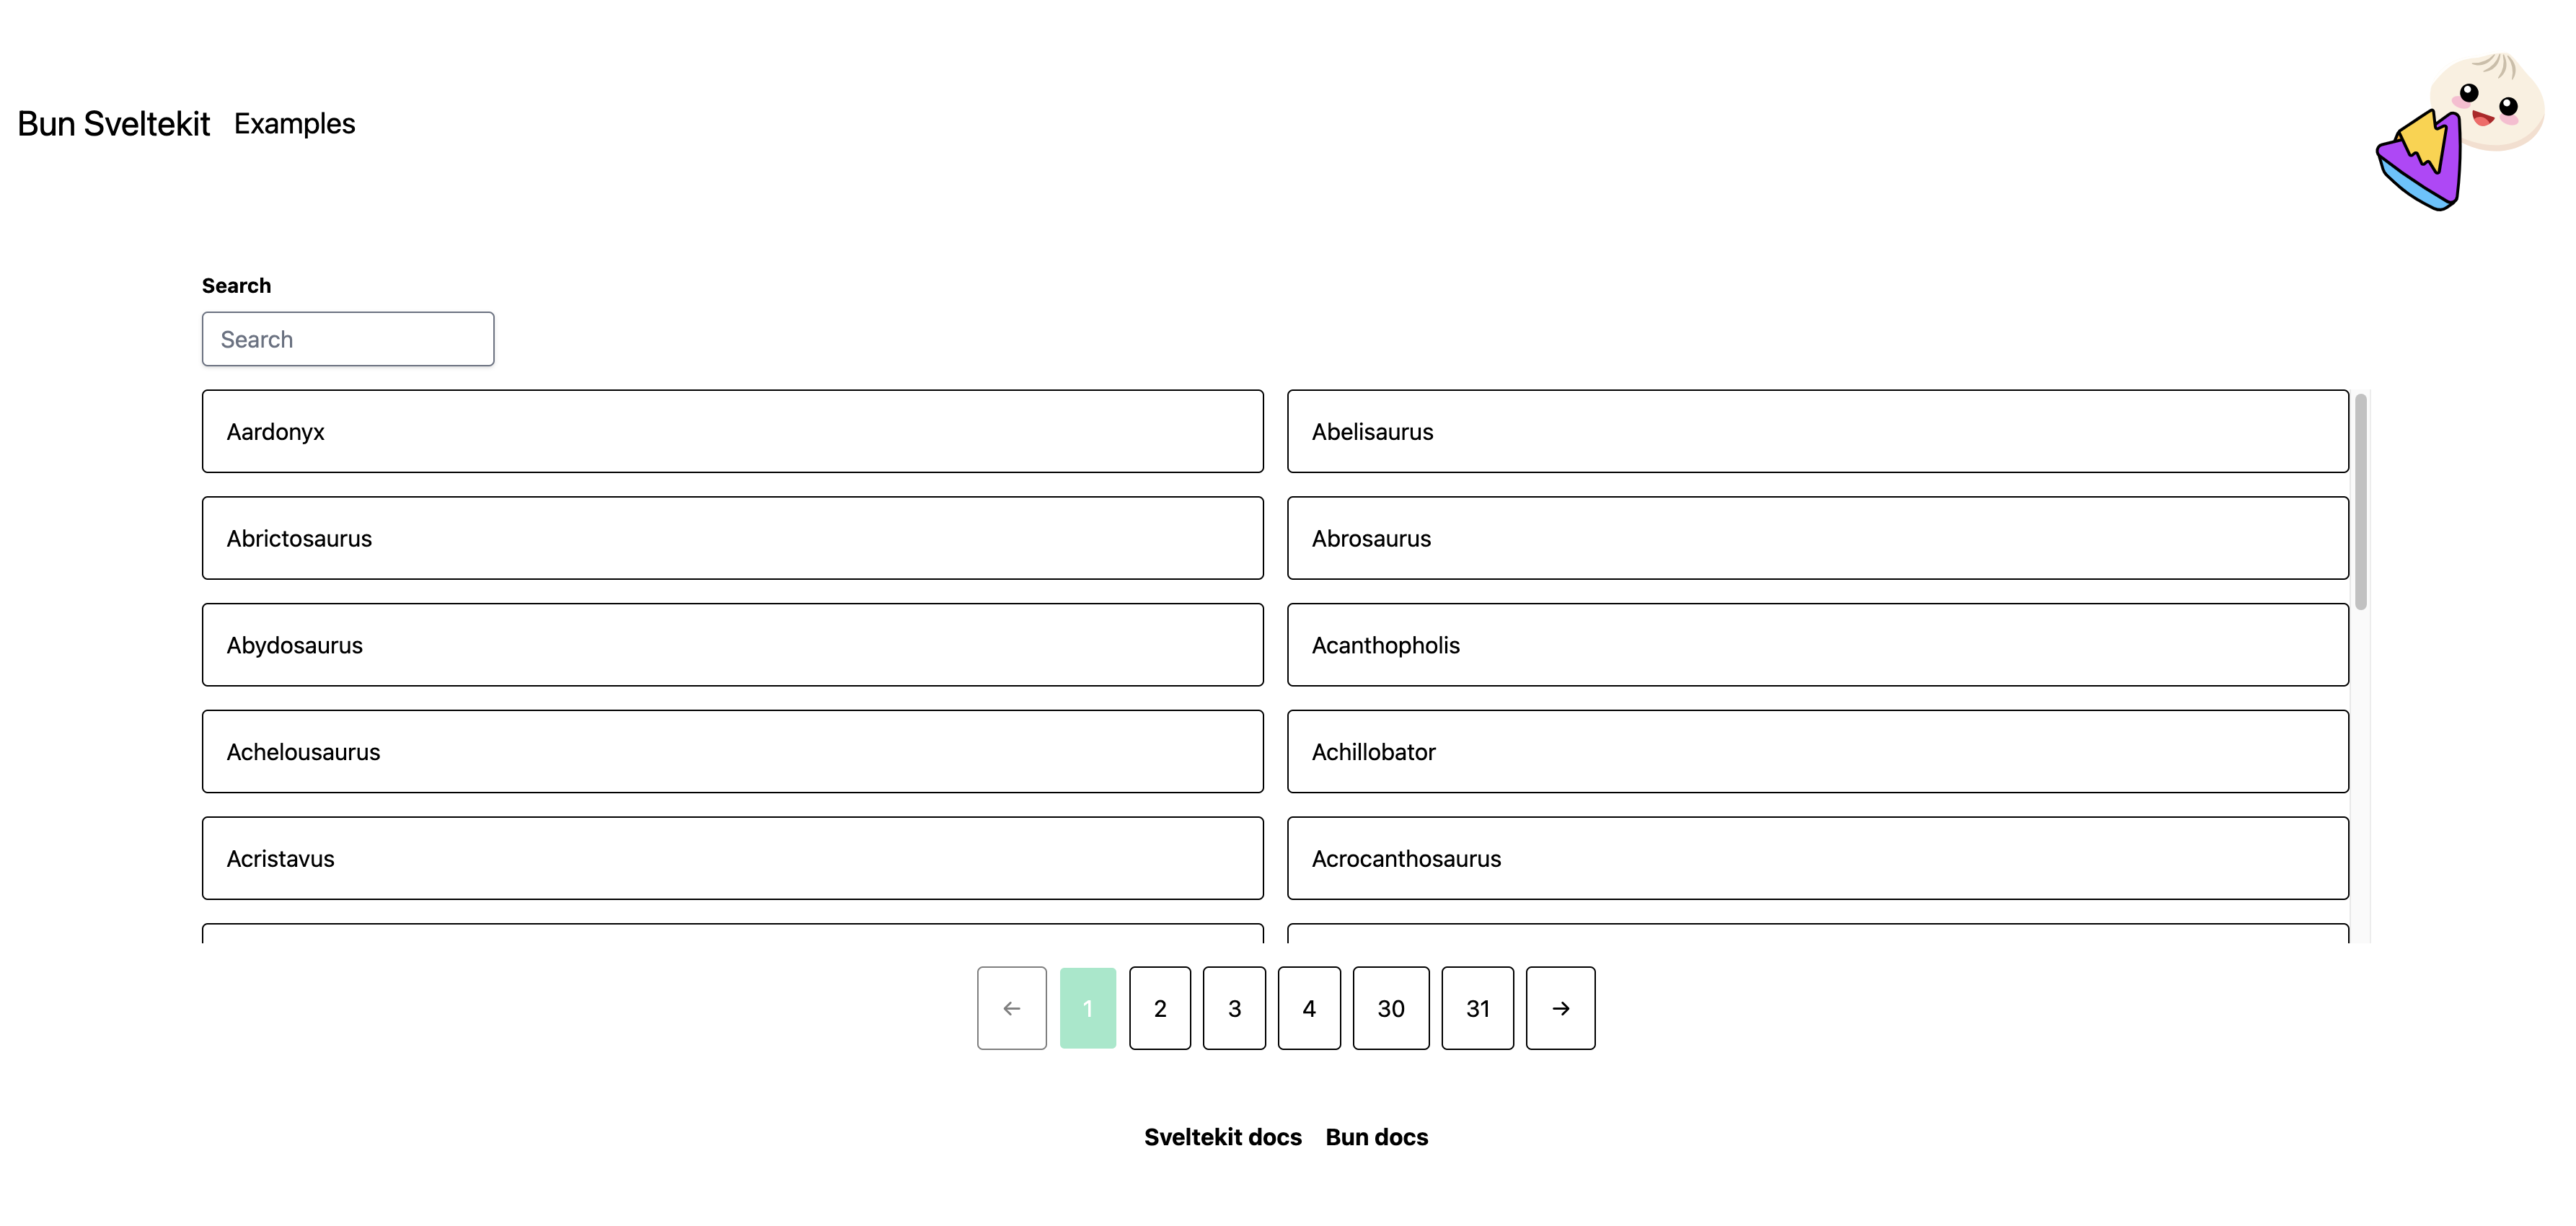 Bun Sveltekit Examples
Search
Search
Aardonyx Abelisaurus
Abrictosaurus Abrosaurus
Abydosaurus Acanthopholis
Achelousaurus Achillobator
Acristavus Acrocanthosaurus
← 1 2 3 4 30 31 →
Sveltekit docs Bun docs